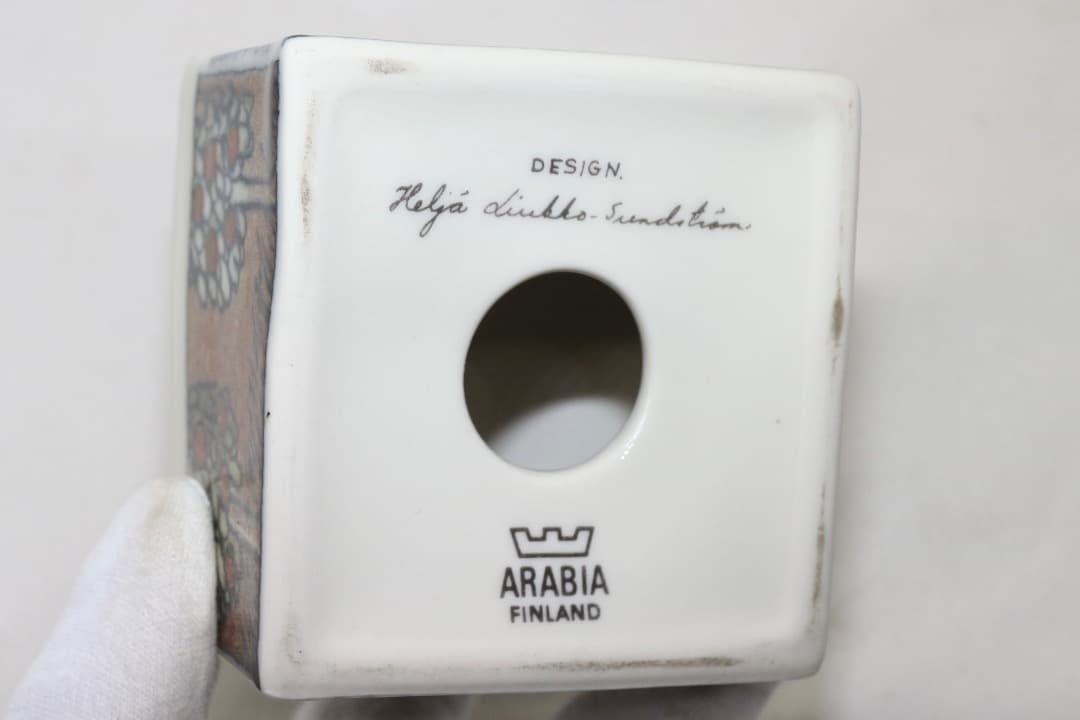 DESIGN.
Heljä Liukko-Sundström.
ARABIA
FINLAND